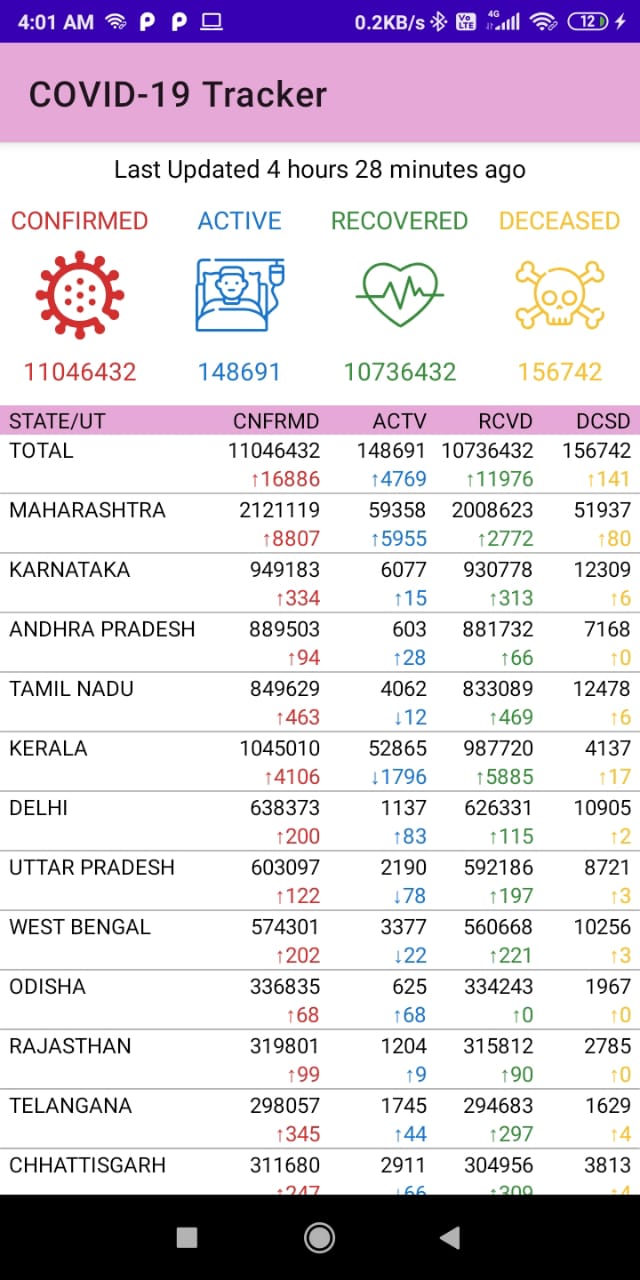 4:01 AM P P 0.2KB/s Vo LTE 4G 12
COVID-19 Tracker
Last Updated 4 hours 28 minutes ago
CONFIRMED ACTIVE RECOVERED DECEASED
11046432 148691 10736432 156742
STATE/UT CNFRMD ACTV RCVD DCSD
TOTAL 11046432 148691 10736432 156742
↑16886 ↑4769 ↑11976 ↑141
MAHARASHTRA 2121119 59358 2008623 51937
↑8807 ↑5955 ↑2772 ↑80
KARNATAKA 949183 6077 930778 12309
↑334 ↑15 ↑313 ↑6
ANDHRA PRADESH 889503 603 881732 7168
↑94 ↑28 ↑66 ↑0
TAMIL NADU 849629 4062 833089 12478
↑463 ↓12 ↑469 ↑6
KERALA 1045010 52865 987720 4137
↑4106 ↓1796 ↑5885 ↑17
DELHI 638373 1137 626331 10905
↑200 ↑83 ↑115 ↑2
UTTAR PRADESH 603097 2190 592186 8721
↑122 ↓78 ↑197 ↑3
WEST BENGAL 574301 3377 560668 10256
↑202 ↓22 ↑221 ↑3
ODISHA 336835 625 334243 1967
↑68 ↑68 ↑0 ↑0
RAJASTHAN 319801 1204 315812 2785
↑99 ↑9 ↑90 ↑0
TELANGANA 298057 1745 294683 1629
↑345 ↑44 ↑297 ↑4
CHHATTISGARH 311680 2911 304956 3813